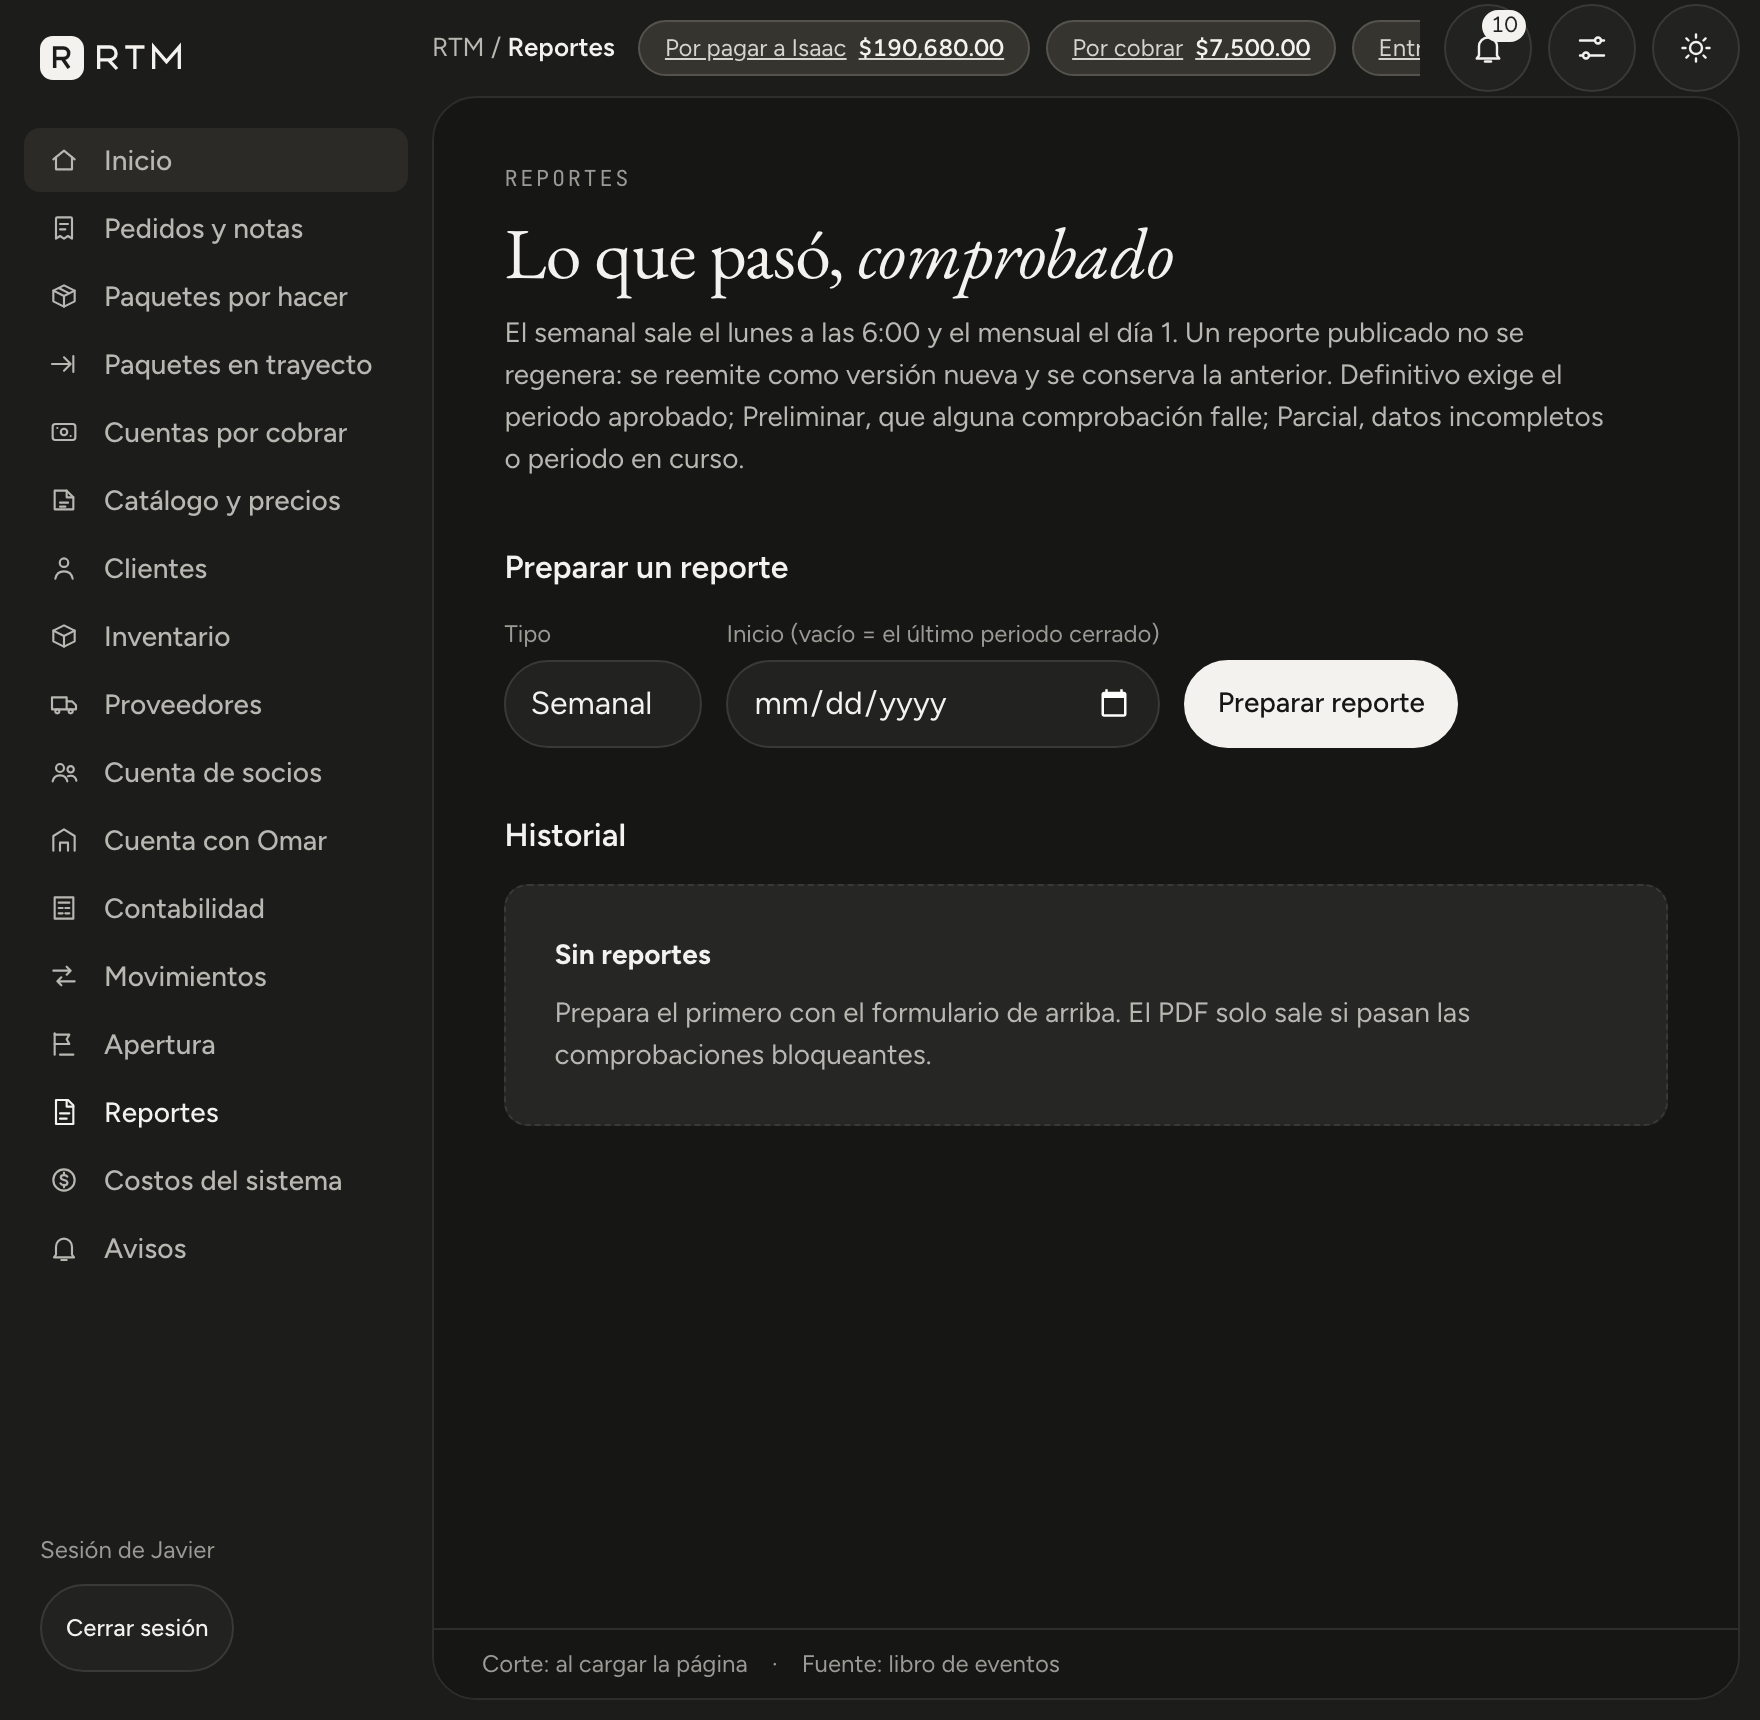 R RTM
RTM / Reportes
Por pagar a Isaac $190,680.00
Por cobrar $7,500.00
Entr
10
Inicio
Pedidos y notas
Paquetes por hacer
Paquetes en trayecto
Cuentas por cobrar
Catálogo y precios
Clientes
Inventario
Proveedores
Cuenta de socios
Cuenta con Omar
Contabilidad
Movimientos
Apertura
Reportes
Costos del sistema
Avisos
Sesión de Javier
Cerrar sesión
REPORTES
Lo que pasó, comprobado
El semanal sale el lunes a las 6:00 y el mensual el día 1. Un reporte publicado no se
regenera: se reemite como versión nueva y se conserva la anterior. Definitivo exige el
periodo aprobado; Preliminar, que alguna comprobación falle; Parcial, datos incompletos
o periodo en curso.
Preparar un reporte
Tipo
Inicio (vacío = el último periodo cerrado)
Semanal
mm/dd/yyyy
Preparar reporte
Historial
Sin reportes
Prepara el primero con el formulario de arriba. El PDF solo sale si pasan las
comprobaciones bloqueantes.
Corte: al cargar la página · Fuente: libro de eventos